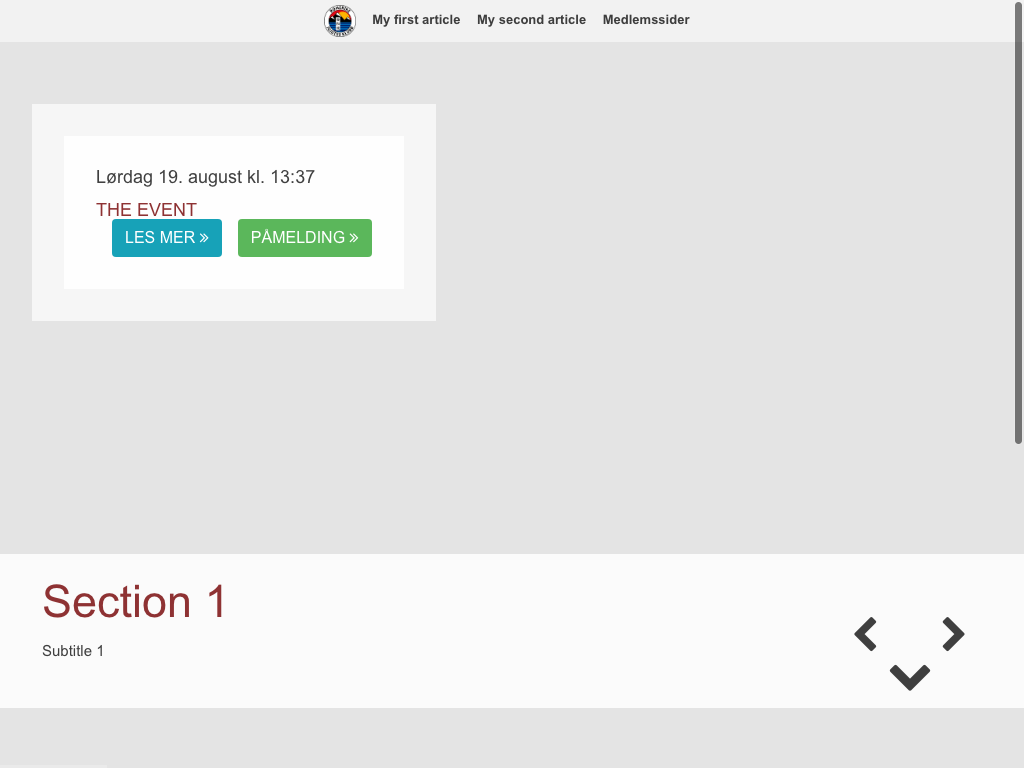 My first article My second article Medlemssider
Lørdag 19. august kl. 13:37
THE EVENT
LES MER » PÅMELDING »
Section 1
Subtitle 1